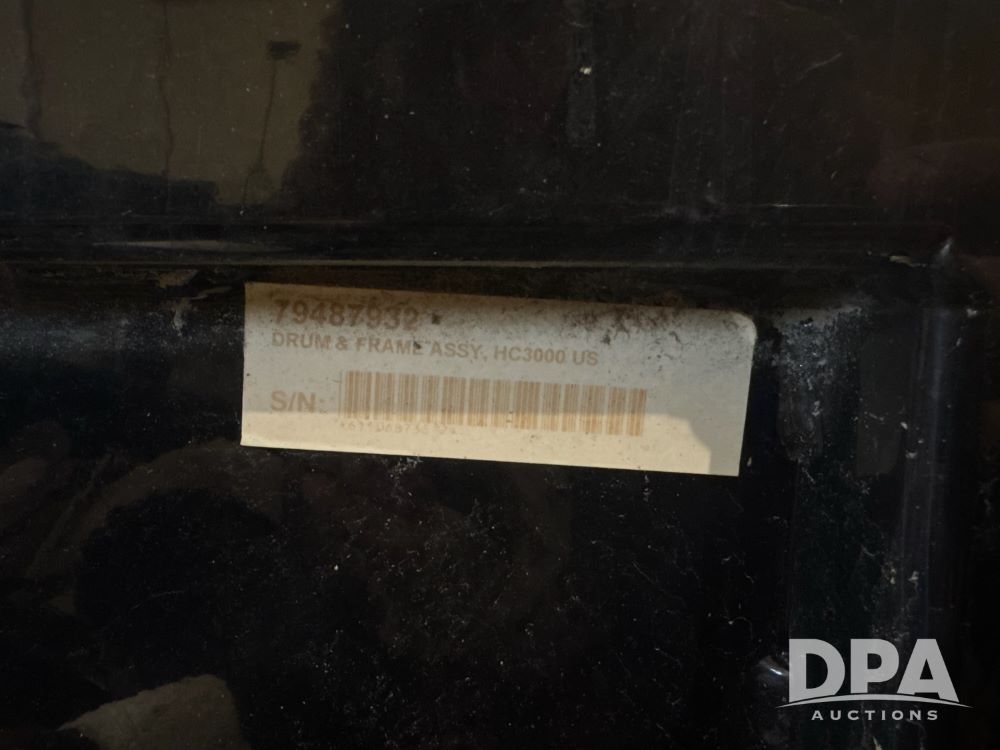 79487932
DRUM & FRAME ASSY, HC3000 US
S/N:
DPA
AUCTIONS